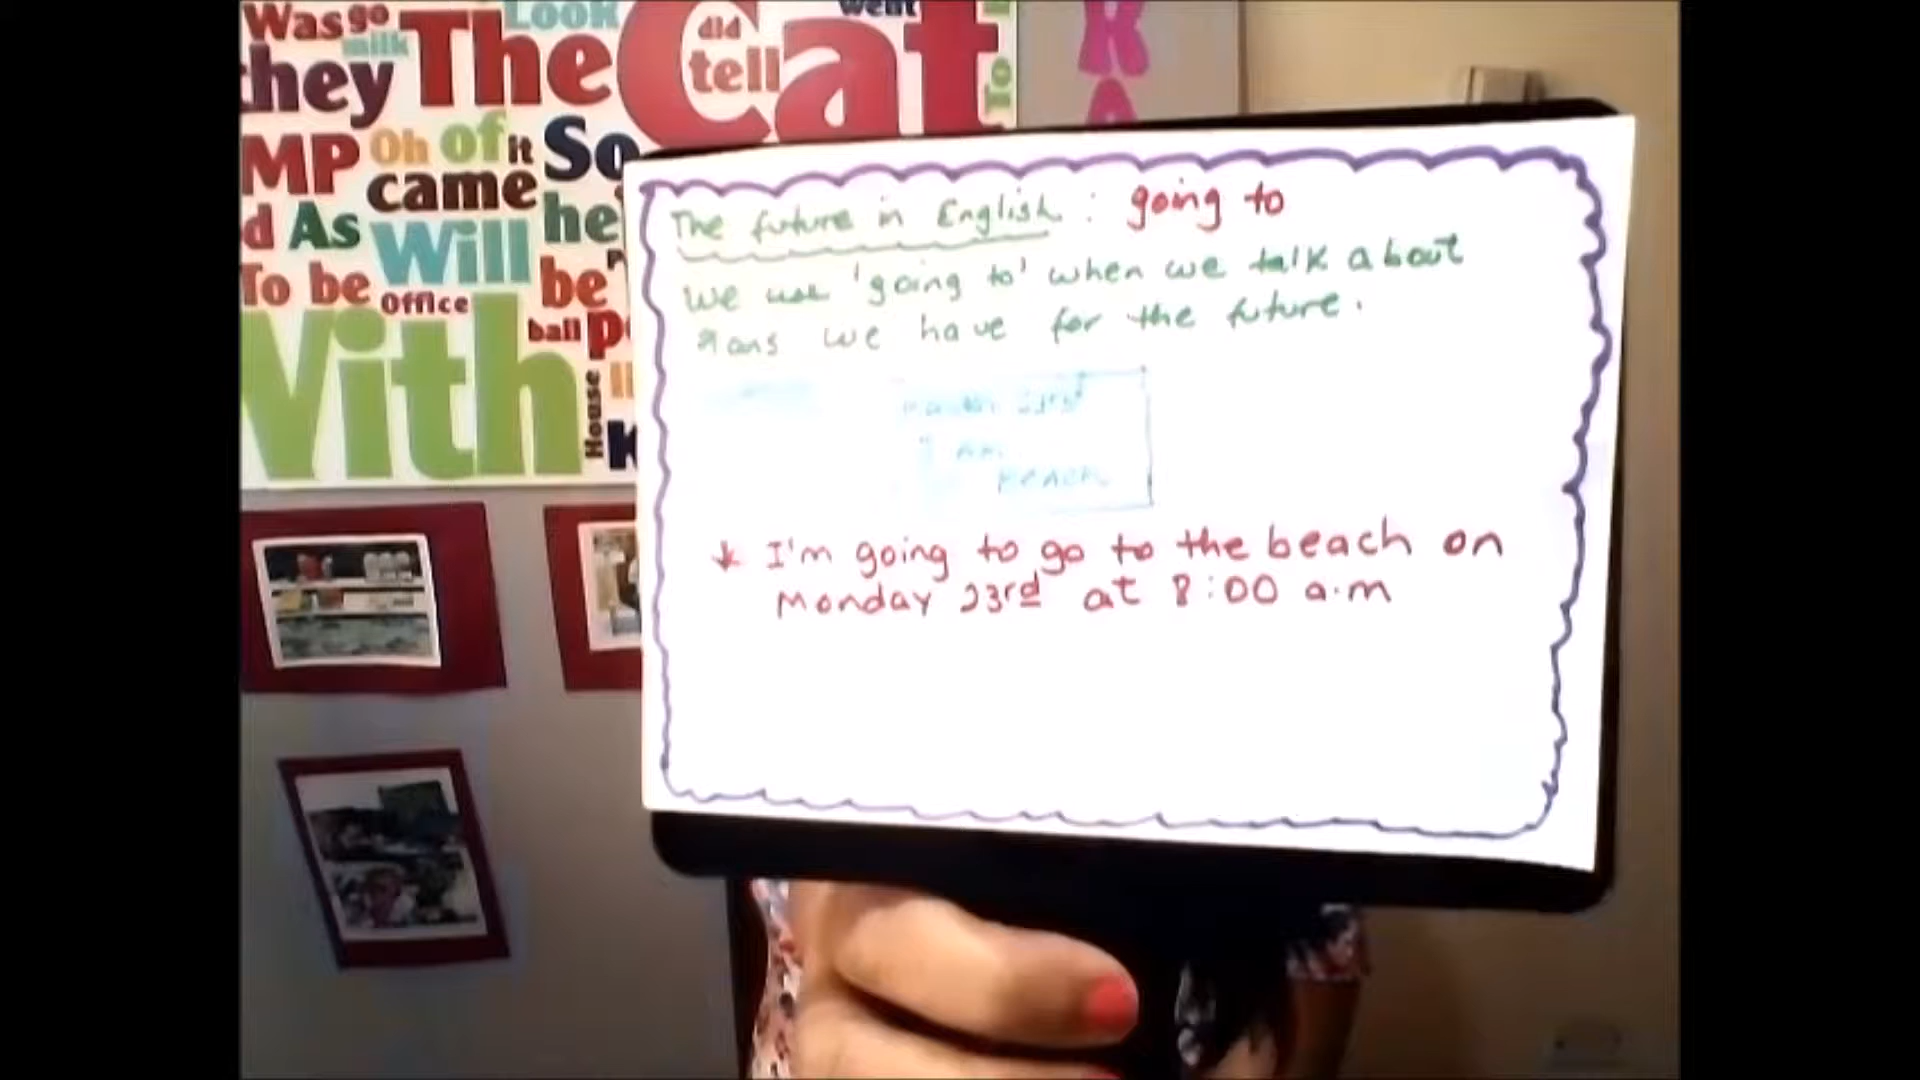 Was go Look did went
milk The Cat tell
they
MP Oh of it So
came
d As Will he
To be Office be
With ball
House
K
The future in English : going to
We use 'going to' when we talk about
plans we have for the future.
23rd
Beach
* I'm going to go to the beach on
Monday 23rd at 8:00 a.m